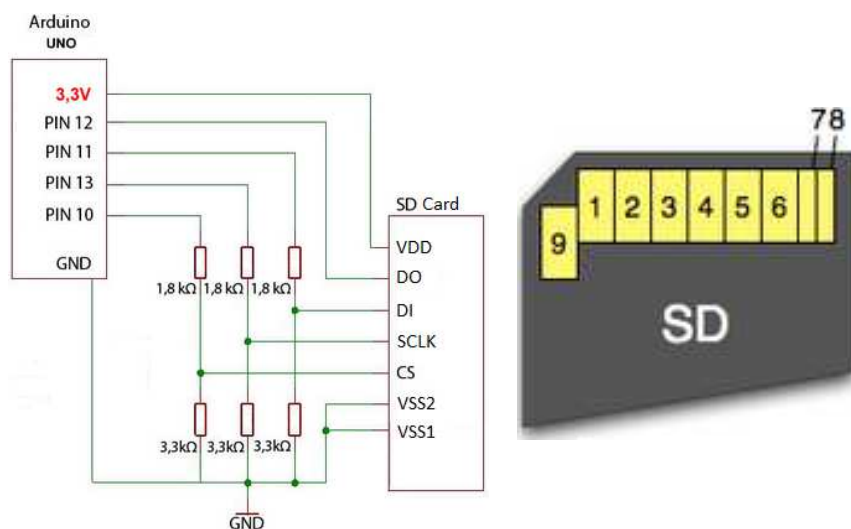 Arduino
UNO
3,3V
PIN 12
PIN 11
PIN 13
PIN 10
GND
1,8 kΩ
1,8 kΩ
1,8 kΩ
3,3kΩ
3,3kΩ
3,3kΩ
GND
SD Card
VDD
DO
DI
SCLK
CS
VSS2
VSS1
78
9
1
2
3
4
5
6
SD